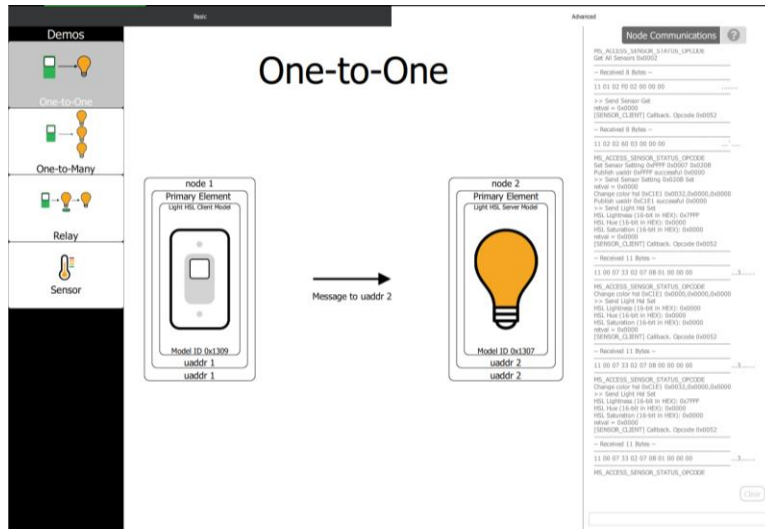 Basic
Advanced
Demos
One-to-One
One-to-Many
Relay
Sensor
One-to-One
node 1
Primary Element
Light HSL Client Model
Model ID 0x1309
uaddr 1
uaddr 1
Message to uaddr 2
node 2
Primary Element
Light HSL Server Model
Model ID 0x1307
uaddr 2
uaddr 2
Node Communications ?
MS_ACCESS_SENSOR_STATUS_OPCODE
Get All Sensors 0x0002
-- Received 8 Bytes --
11 01 02 F0 02 00 00 00
>> Send Sensor Get
retval = 0x0000
[SENSOR_CLIENT] Callback. Opcode 0x0052
-- Received 8 Bytes --
11 02 02 60 03 00 00 00
MS_ACCESS_SENSOR_STATUS_OPCODE
Set Sensor Setting 0xFFFF 0x0007 0x020B
Publish uaddr 0xFFFF successful 0x0000
>> Send Sensor Setting 0x020B Set
retval = 0x0000
Change color hsl 0xC1E1 0x0032,0x0000,0x0000
Publish uaddr 0xC1E1 successful 0x0000
>> Send Light Hsl Set
HSL Lightness (16-bit in HEX): 0x7FFF
HSL Hue (16-bit in HEX): 0x0000
HSL Saturation (16-bit in HEX): 0x0000
retval = 0x0000
[SENSOR_CLIENT] Callback. Opcode 0x0052
-- Received 11 Bytes --
11 00 07 33 02 07 0B 01 00 00 00 ...3.......
MS_ACCESS_SENSOR_STATUS_OPCODE
Change color hsl 0xC1E1 0x0000,0x0000,0x0000
>> Send Light Hsl Set
HSL Lightness (16-bit in HEX): 0x0000
HSL Hue (16-bit in HEX): 0x0000
HSL Saturation (16-bit in HEX): 0x0000
retval = 0x0000
[SENSOR_CLIENT] Callback. Opcode 0x0052
-- Received 11 Bytes --
11 00 07 33 02 07 0B 00 00 00 00 ...3.......
MS_ACCESS_SENSOR_STATUS_OPCODE
Change color hsl 0xC1E1 0x0032,0x0000,0x0000
>> Send Light Hsl Set
HSL Lightness (16-bit in HEX): 0x7FFF
HSL Hue (16-bit in HEX): 0x0000
HSL Saturation (16-bit in HEX): 0x0000
retval = 0x0000
[SENSOR_CLIENT] Callback. Opcode 0x0052
-- Received 11 Bytes --
11 00 07 33 02 07 0B 01 00 00 00 ...3.......
MS_ACCESS_SENSOR_STATUS_OPCODE
Clear